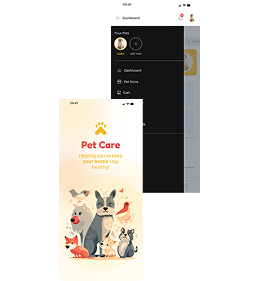 09:41
Dashboard
Your Pets
add new
Dashboard
Pet Store
Cart
09:41
Pet Care
Helping you to keep
your bestie stay
healthy!